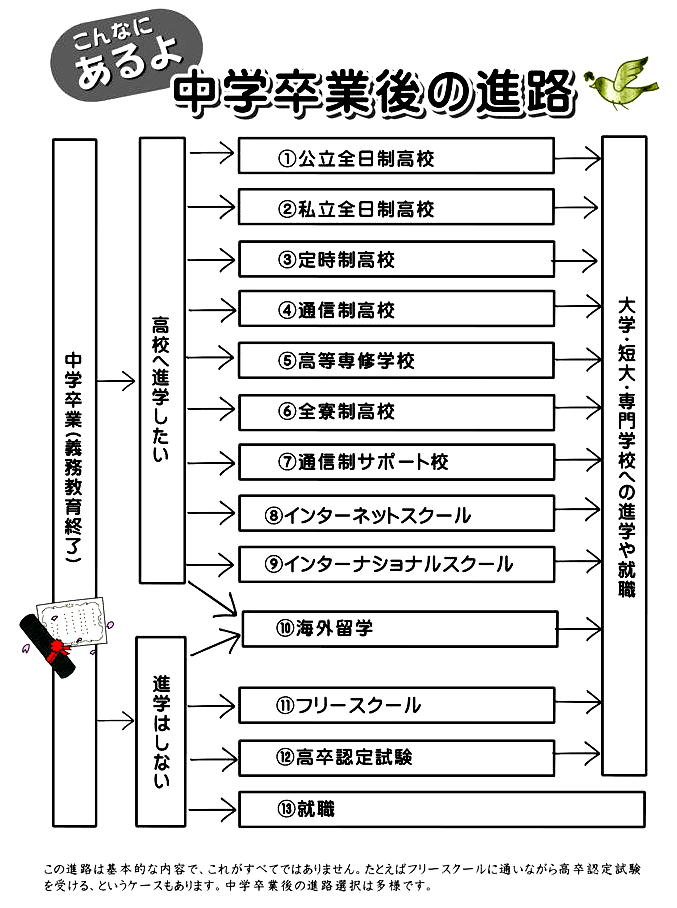 こんなに
あるよ
中学卒業後の進路
中学卒業(義務教育終了)
高校へ進学したい
①公立全日制高校
②私立全日制高校
③定時制高校
④通信制高校
⑤高等専修学校
⑥全寮制高校
⑦通信制サポート校
⑧インターネットスクール
⑨インターナショナルスクール
⑩海外留学
進学はしない
⑪フリースクール
⑫高卒認定試験
⑬就職
大学・短大・専門学校への進学や就職
この進路は基本的な内容で、これがすべてではありません。たとえばフリースクールに通いながら高卒認定試験
を受ける、というケースもあります。中学卒業後の進路選択は多様です。